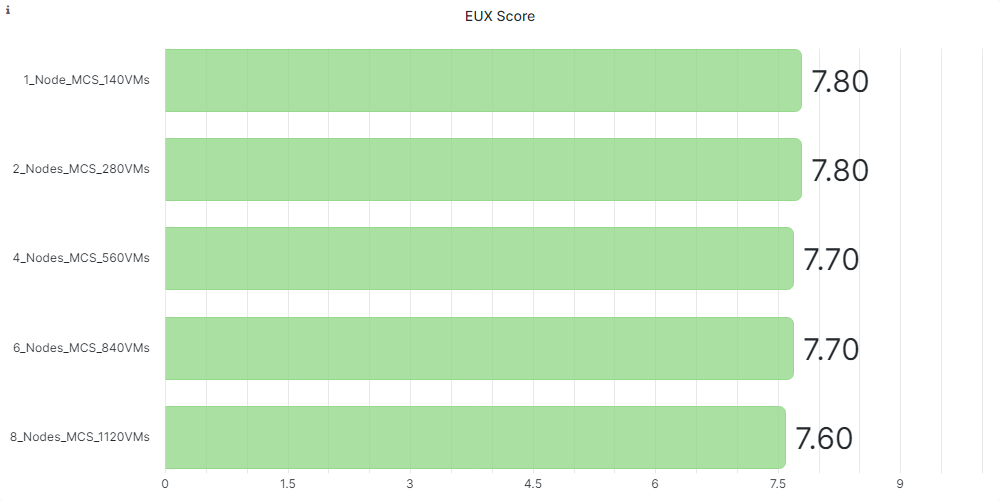 i
EUX Score
1_Node_MCS_140VMs
7.80
2_Nodes_MCS_280VMs
7.80
4_Nodes_MCS_560VMs
7.70
6_Nodes_MCS_840VMs
7.70
8_Nodes_MCS_1120VMs
7.60
0 1.5 3 4.5 6 7.5 9